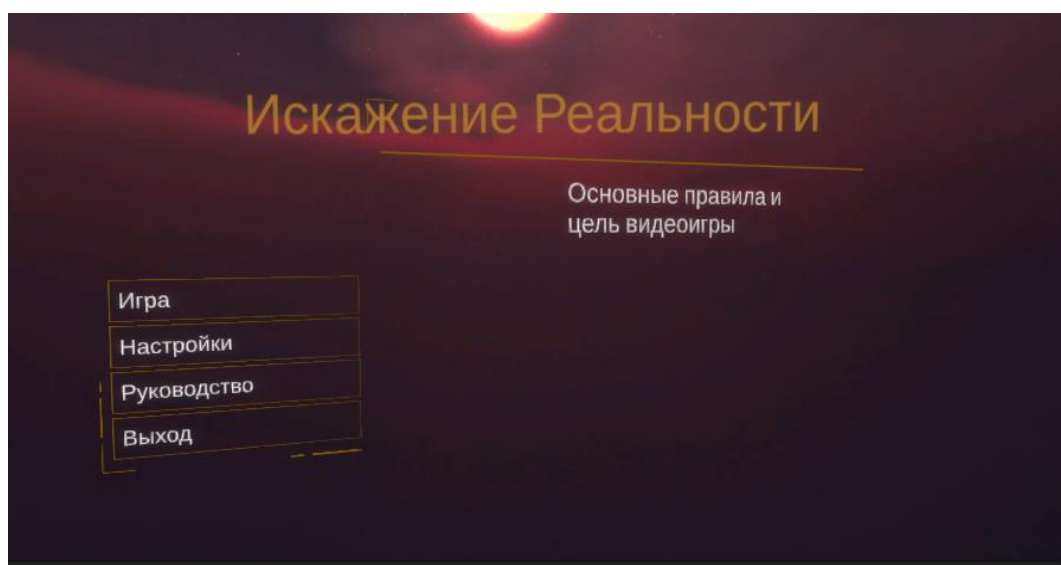 Искажение Реальности
Основные правила и
цель видеоигры
Игра
Настройки
Руководство
Выход